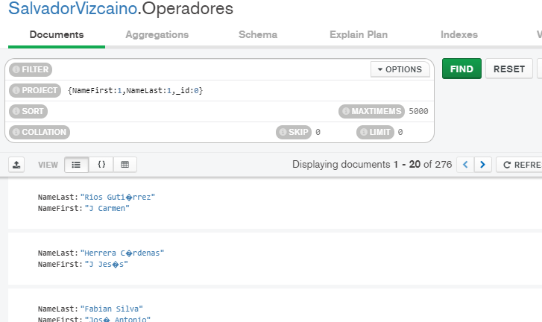 SalvadorVizcaino.Operadores
Documents Aggregations Schema Explain Plan Indexes
FILTER OPTIONS FIND RESET
PROJECT {NameFirst:1,NameLast:1,_id:0}
SORT MAXTIMEMS 5000
COLLATION SKIP 0 LIMIT 0
VIEW {} Displaying documents 1 - 20 of 276 < > REFRE
NameLast:"Rios Guti�rrez"
NameFirst:"J Carmen"
NameLast:"Herrera C�rdenas"
NameFirst:"J Jes�s"
NameLast:"Fabian Silva"
NameFirst:"Jos� Antonio"